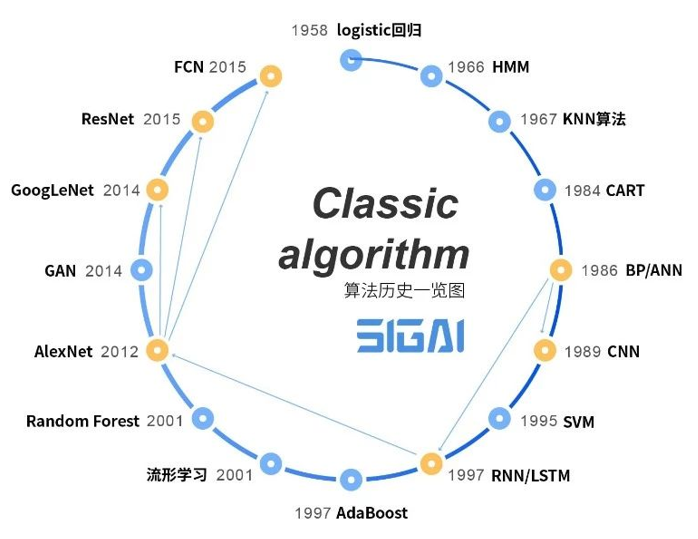 1958 logistic回归
1966 HMM
1967 KNN算法
1984 CART
1986 BP/ANN
1989 CNN
1995 SVM
1997 RNN/LSTM
1997 AdaBoost
流形学习 2001
Random Forest 2001
AlexNet 2012
GAN 2014
GoogLeNet 2014
ResNet 2015
FCN 2015
Classic
algorithm
算法历史一览图
SIGAI